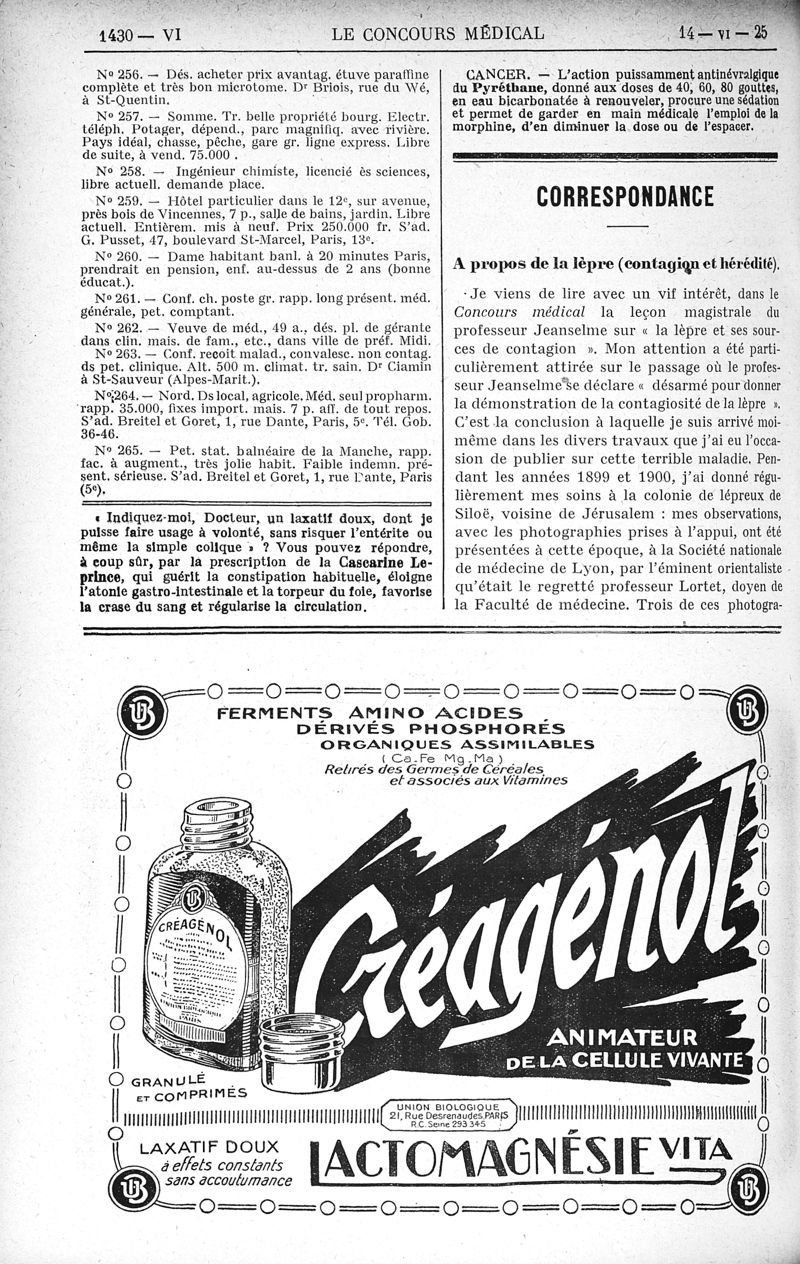 1430 — VI
LE CONCOURS MÉDICAL
14 — VI — 25
Nº 256. — Dés. acheter prix avantag. étuve paraffine
complète et très bon microtome. Dr Briois, rue du Wé,
à St-Quentin.
Nº 257. — Somme. Tr. belle propriété bourg. Electr.
téléph. Potager, dépend., parc magnifiq. avec rivière.
Pays idéal, chasse, pêche, gare gr. ligne express. Libre
de suite, à vend. 75.000 .
Nº 258. — Ingénieur chimiste, licencié ès sciences,
libre actuell. demande place.
Nº 259. — Hôtel particulier dans le 12e, sur avenue,
près bois de Vincennes, 7 p., salle de bains, jardin. Libre
actuell. Entièrem. mis à neuf. Prix 250.000 fr. S'ad.
G. Pusset, 47, boulevard St-Marcel, Paris, 13e.
Nº 260. — Dame habitant banl. à 20 minutes Paris,
prendrait en pension, enf. au-dessus de 2 ans (bonne
éducat.).
Nº 261. — Conf. ch. poste gr. rapp. long présent. méd.
générale, pet. comptant.
Nº 262. — Veuve de méd., 49 a., dés. pl. de gérante
dans clin. mais. de fam., etc., dans ville de préf. Midi.
Nº 263. — Conf. reçoit malad., convalesc. non contag.
ds pet. clinique. Alt. 500 m. climat. tr. sain. Dr Ciamin
à St-Sauveur (Alpes-Marit.).
Nº 264. — Nord. Ds local, agricole. Méd. seul propharm.
rapp. 35.000, fixes import. mais. 7 p. aff. de tout repos.
S'ad. Breitel et Goret, 1, rue Dante, Paris, 5e. Tél. Gob.
36-46.
Nº 265. — Pet. stat. balnéaire de la Manche, rapp.
fac. à augment., très jolie habit. Faible indemn. pré-
sent. sérieuse. S'ad. Breitel et Goret, 1, rue Dante, Paris
(5e).
« Indiquez-moi, Docteur, un laxatif doux, dont je
puisse faire usage à volonté, sans risquer l'entérite ou
même la simple colique » ? Vous pouvez répondre,
à coup sûr, par la prescription de la Cascarine Le-
prince, qui guérit la constipation habituelle, éloigne
l'atonie gastro-intestinale et la torpeur du foie, favorise
la crase du sang et régularise la circulation.
CANCER. — L'action puissamment antinévralgique
du Pyréthane, donné aux doses de 40, 60, 80 gouttes,
en eau bicarbonatée à renouveler, procure une sédation
et permet de garder en main médicale l'emploi de la
morphine, d'en diminuer la dose ou de l'espacer.
CORRESPONDANCE
A propos de la lèpre (contagion et hérédité).
Je viens de lire avec un vif intérêt, dans le
Concours médical la leçon magistrale du
professeur Jeanselme sur « la lèpre et ses sour-
ces de contagion ». Mon attention a été parti-
culièrement attirée sur le passage où le profes-
seur Jeanselme se déclare « désarmé pour donner
la démonstration de la contagiosité de la lèpre ».
C'est la conclusion à laquelle je suis arrivé moi-
même dans les divers travaux que j'ai eu l'occa-
sion de publier sur cette terrible maladie. Pen-
dant les années 1899 et 1900, j'ai donné régu-
lièrement mes soins à la colonie de lépreux de
Siloë, voisine de Jérusalem : mes observations,
avec les photographies prises à l'appui, ont été
présentées à cette époque, à la Société nationale
de médecine de Lyon, par l'éminent orientaliste
qu'était le regretté professeur Lortet, doyen de
la Faculté de médecine. Trois de ces photogra-
FERMENTS AMINO ACIDES
DÉRIVÉS PHOSPHORÉS
ORGANIQUES ASSIMILABLES
(Ca.Fe Mg.Ma)
Retirés des Germes de Céréales
et associés aux Vitamines
CRÉAGÉNOL
Créagénol
ANIMATEUR
DE LA CELLULE VIVANTE
GRANULÉ
ET COMPRIMÉS
UNION BIOLOGIQUE
21, Rue Desrenaudes, PARIS
R.C. Seine 293 345
LAXATIF DOUX
à effets constants
sans accoutumance
LACTOMAGNÉSIE VITA